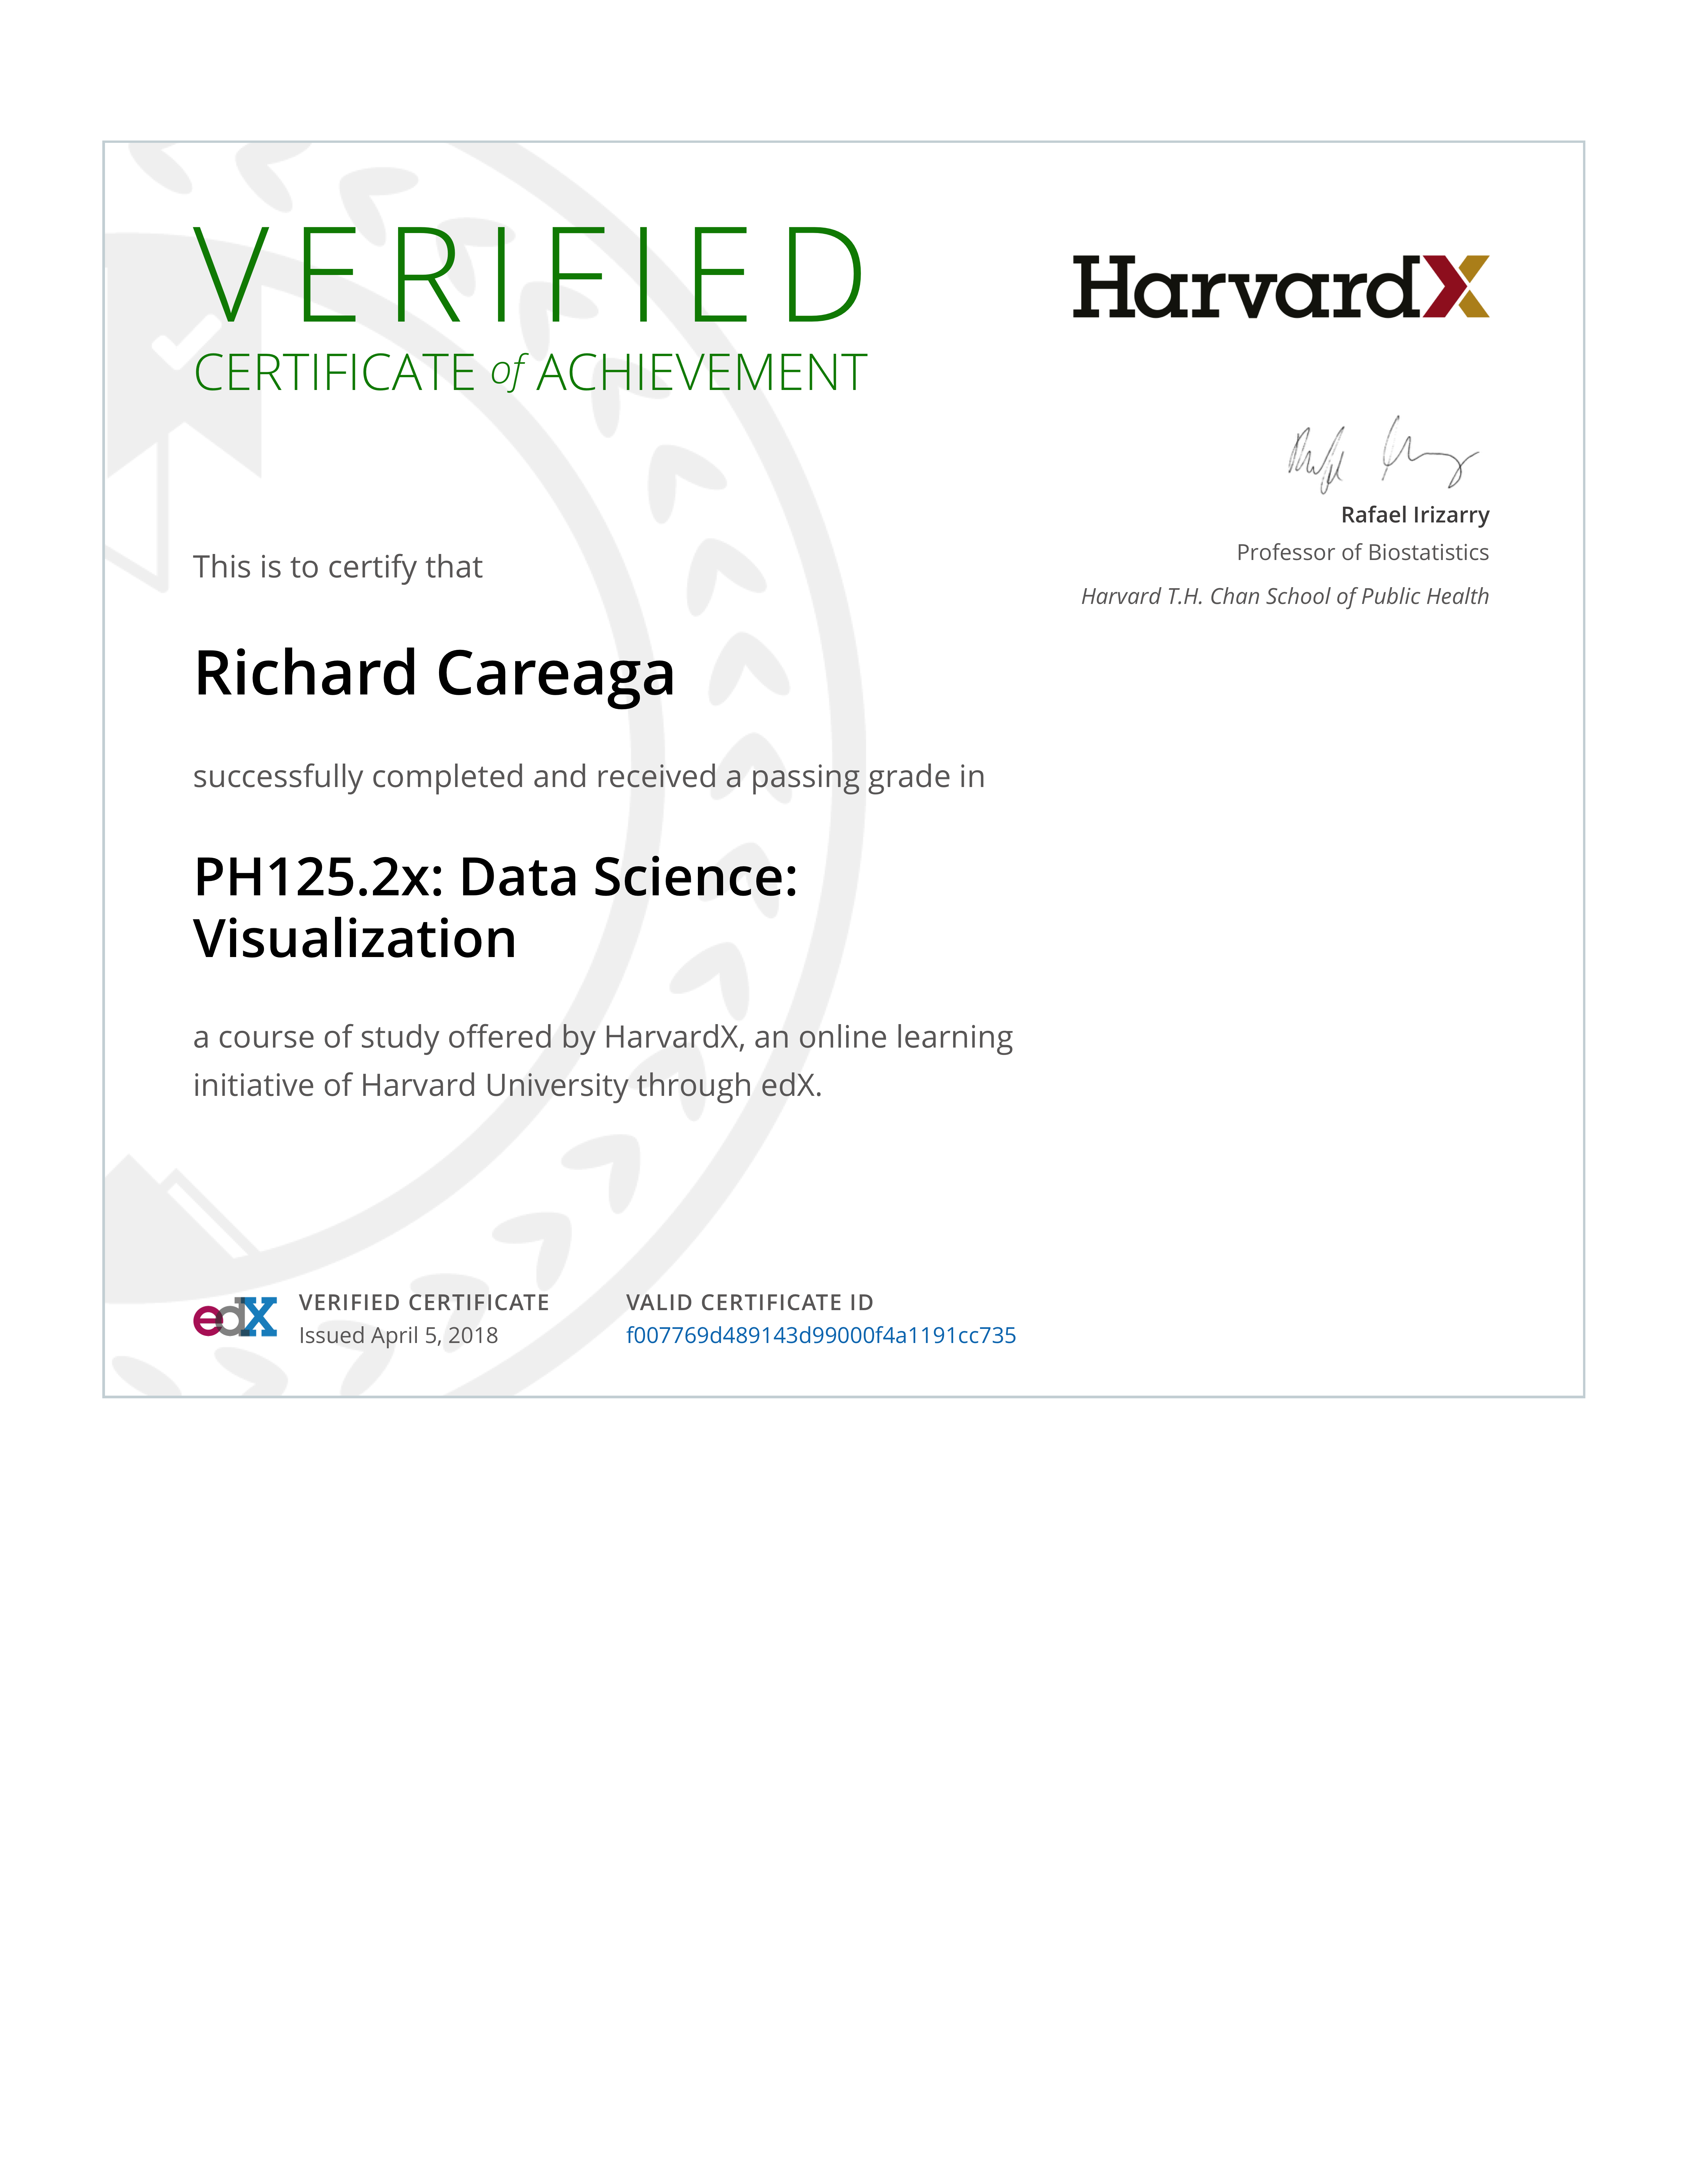 VERIFIED
CERTIFICATE of ACHIEVEMENT
HarvardX
Rafael Irizarry
Professor of Biostatistics
Harvard T.H. Chan School of Public Health
This is to certify that
Richard Careaga
successfully completed and received a passing grade in
PH125.2x: Data Science:
Visualization
a course of study offered by HarvardX, an online learning
initiative of Harvard University through edX.
edX
VERIFIED CERTIFICATE
Issued April 5, 2018
VALID CERTIFICATE ID
f007769d489143d99000f4a1191cc735